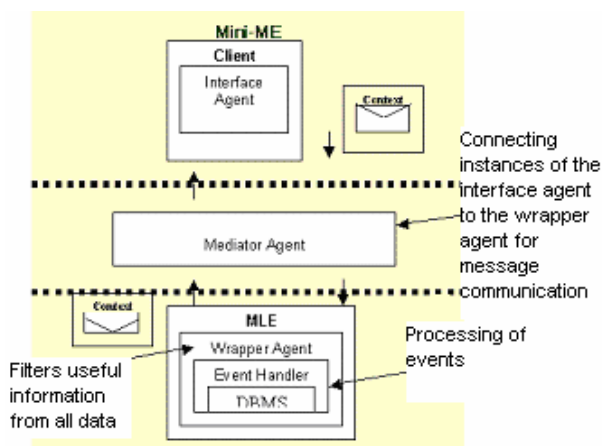 Mini-ME
Client
Interface
Agent
Context
Connecting
instances of the
interface agent
to the wrapper
agent for
message
communication
Mediator Agent
Context
MLE
Wrapper Agent
Event Handler
DBMS
Processing of
events
Filters useful
information
from all data